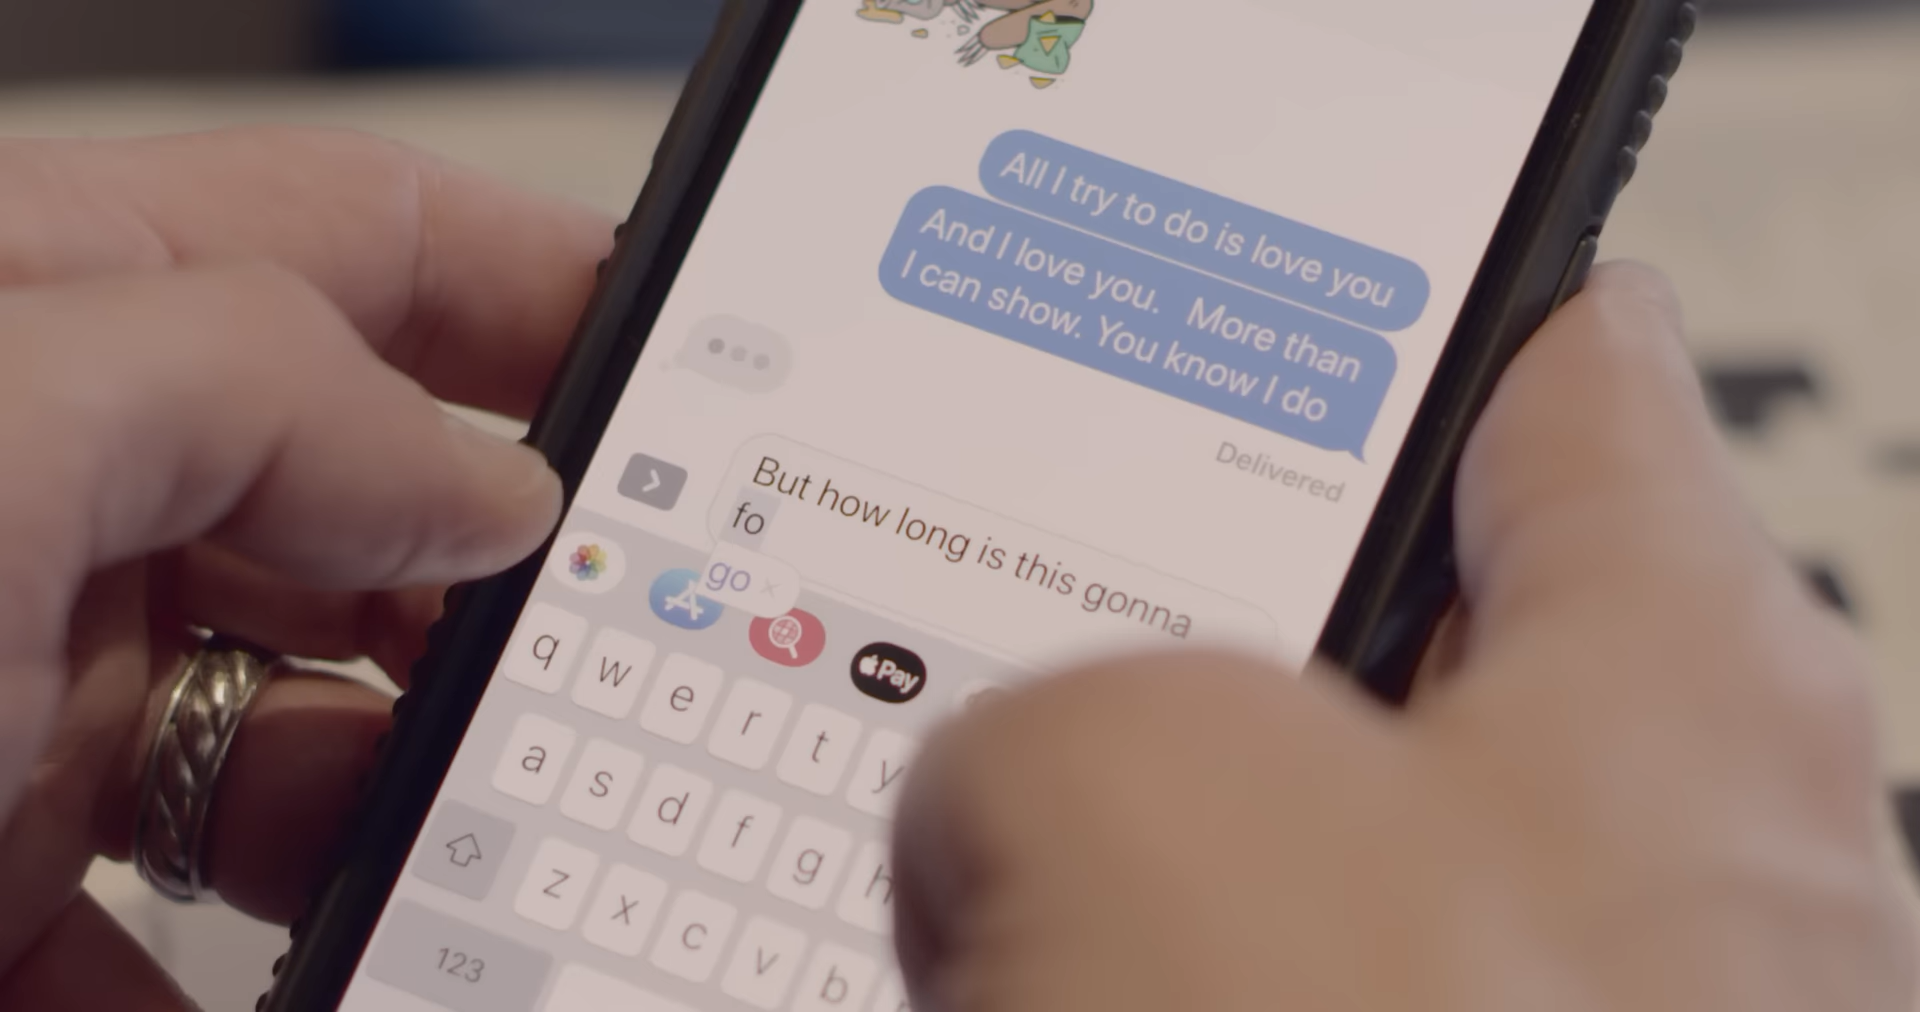 All I try to do is love you
And I love you.  More than
I can show. You know I do
Delivered
But how long is this gonna
fo
go ×
Pay
q w e r t y
a s d f g h
z x c v b
123